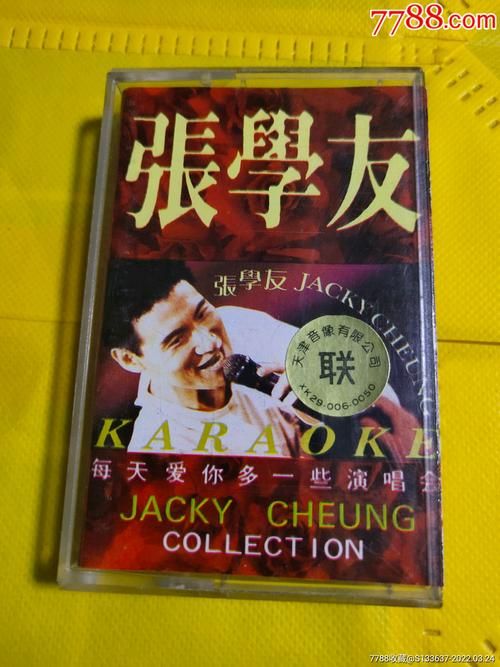 7788.com
張學友
張學友 JACKY CHEUNG
天津音像有限公司
联
XK29-006-0050
KARAOKE
每天爱你多一些演唱会
JACKY CHEUNG
COLLECTION
7788收藏@S133637-2022.03.24